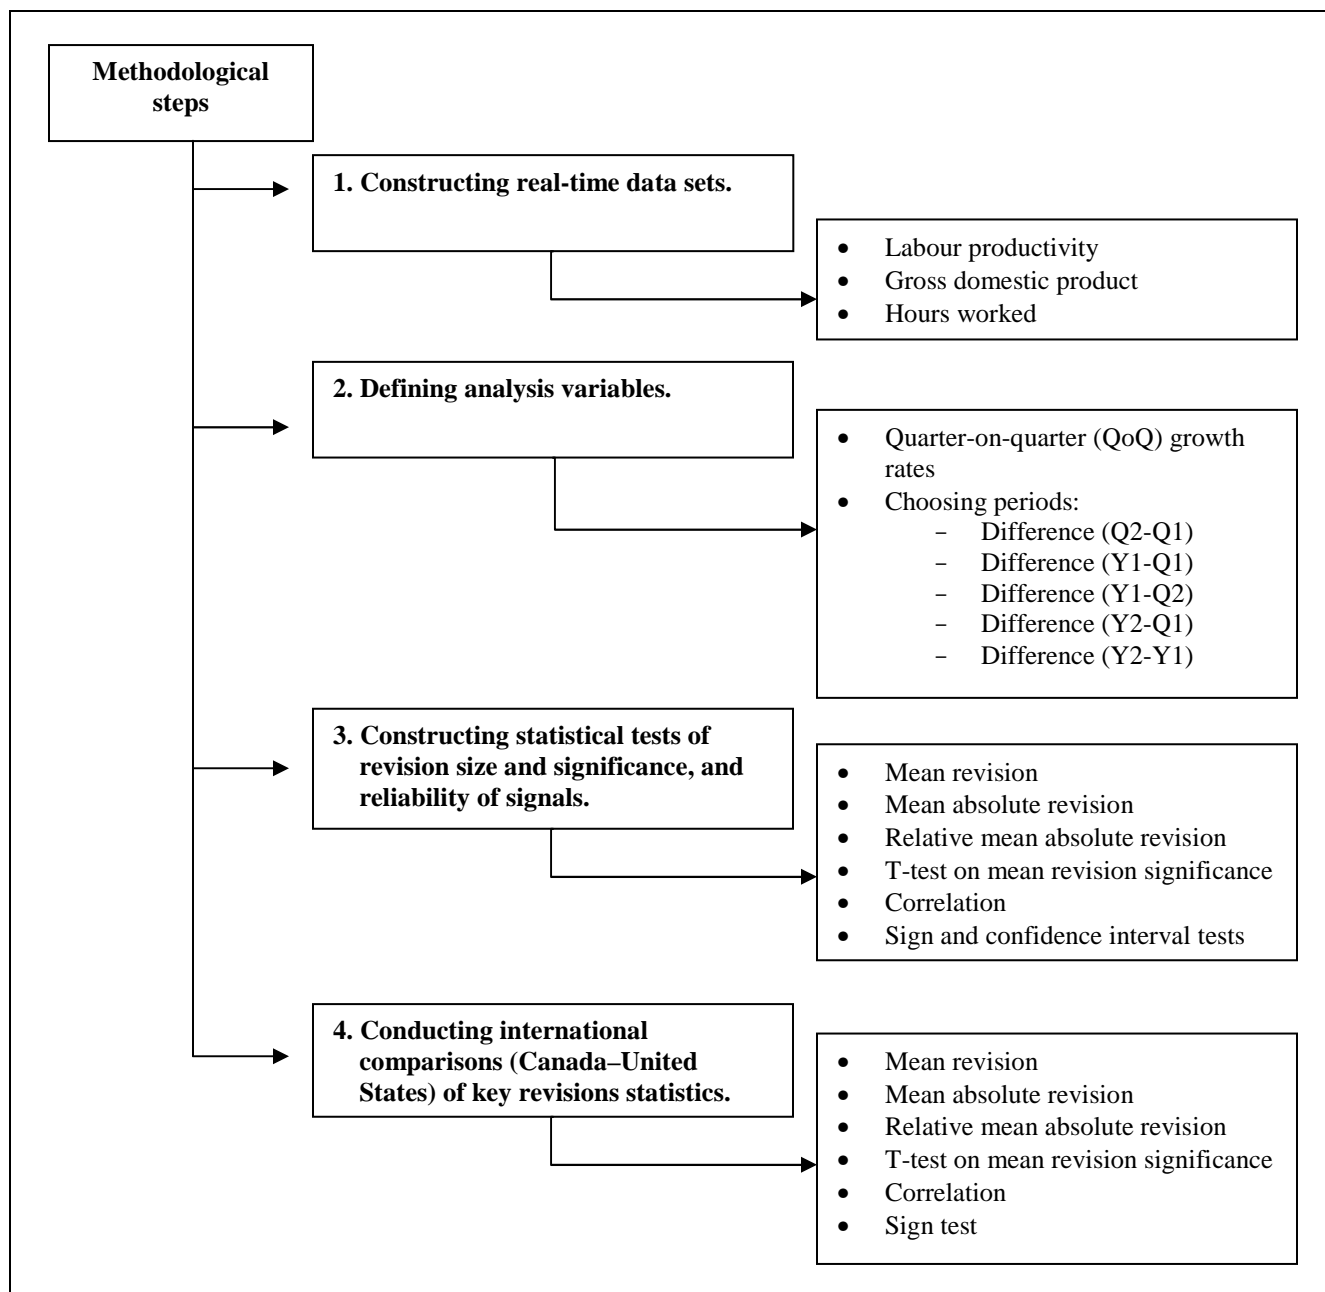 Methodological
steps
1. Constructing real-time data sets.
• Labour productivity
• Gross domestic product
• Hours worked
2. Defining analysis variables.
• Quarter-on-quarter (QoQ) growth
rates
• Choosing periods:
– Difference (Q2-Q1)
– Difference (Y1-Q1)
– Difference (Y1-Q2)
– Difference (Y2-Q1)
– Difference (Y2-Y1)
3. Constructing statistical tests of
revision size and significance, and
reliability of signals.
• Mean revision
• Mean absolute revision
• Relative mean absolute revision
• T-test on mean revision significance
• Correlation
• Sign and confidence interval tests
4. Conducting international
comparisons (Canada–United
States) of key revisions statistics.
• Mean revision
• Mean absolute revision
• Relative mean absolute revision
• T-test on mean revision significance
• Correlation
• Sign test